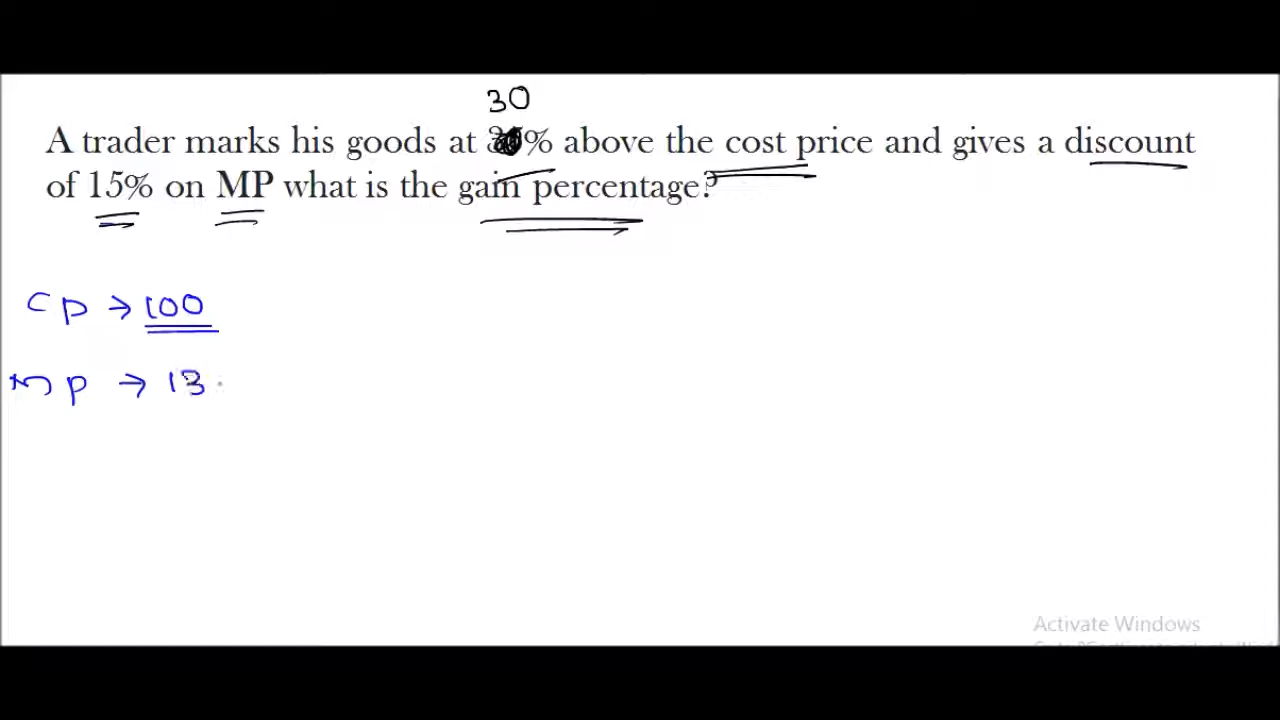 30
A trader marks his goods at % above the cost price and gives a discount
of 15% on MP what is the gain percentage?
CP → 100
MP → 13
Activate Windows